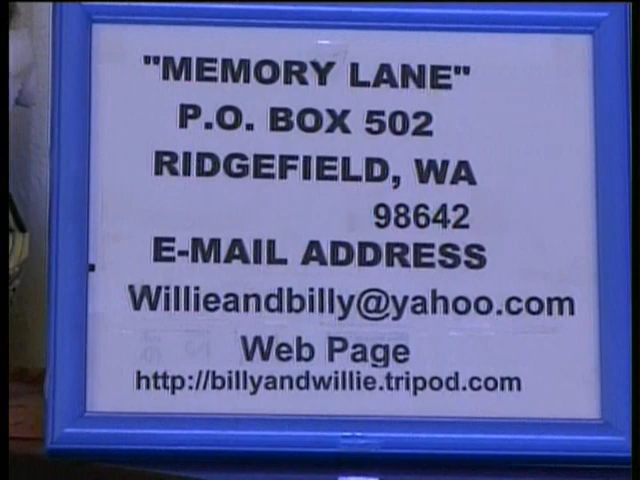 "MEMORY LANE"
P.O. BOX 502
RIDGEFIELD, WA
98642
E-MAIL ADDRESS
Willieandbilly@yahoo.com
Web Page
http://billyandwillie.tripod.com